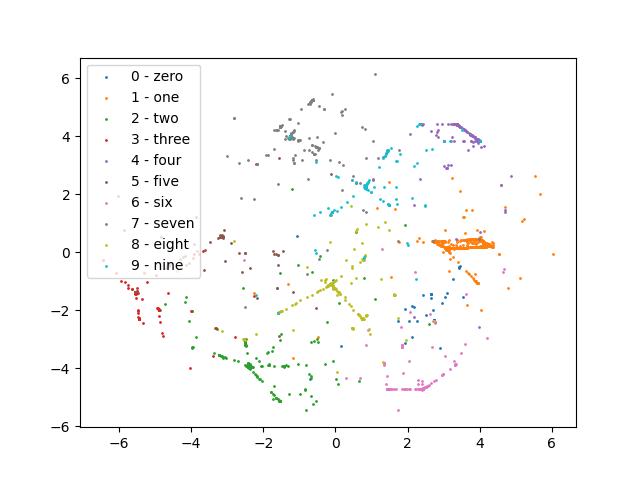 0 - zero
1 - one
2 - two
3 - three
4 - four
5 - five
6 - six
7 - seven
8 - eight
9 - nine
6
4
2
0
−2
−4
−6
−6
−4
−2
0
2
4
6